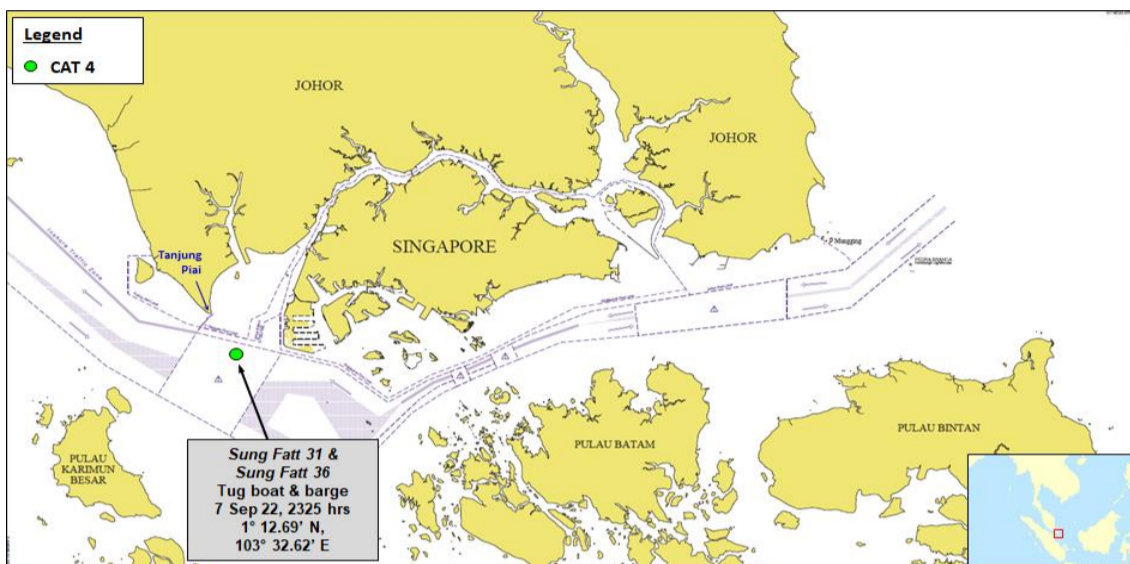 Legend
CAT 4
JOHOR
JOHOR
SINGAPORE
Tanjung
Piai
Sung Fatt 31 &
Sung Fatt 36
Tug boat & barge
7 Sep 22, 2325 hrs
1° 12.69’ N,
103° 32.62’ E
PULAU
KARIMUN
BESAR
PULAU BATAM
PULAU BINTAN